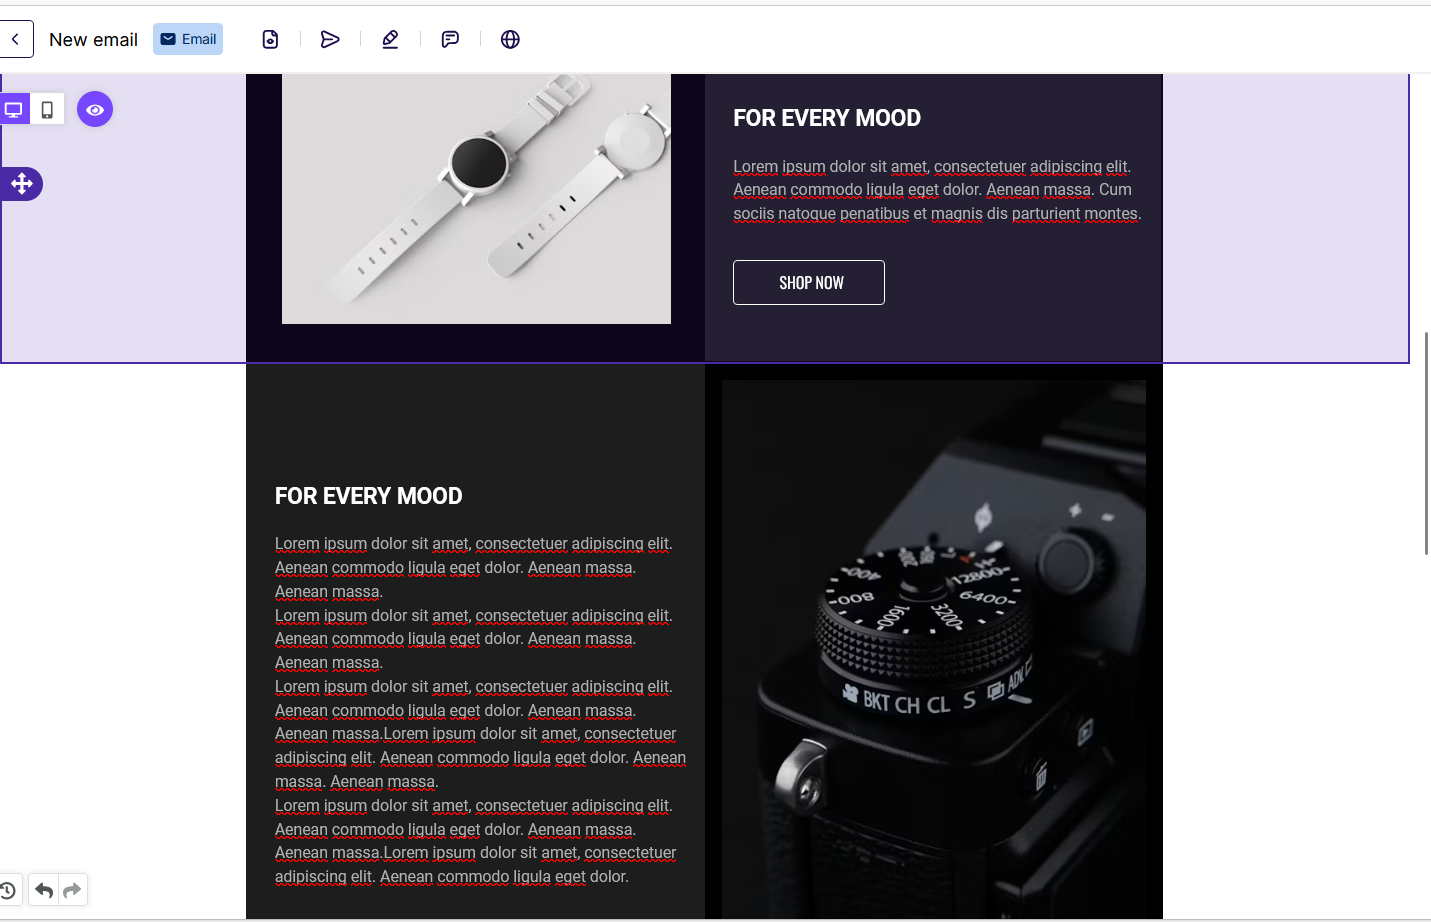 New email
Email
FOR EVERY MOOD
Lorem ipsum dolor sit amet, consectetuer adipiscing elit.
Aenean commodo ligula eget dolor. Aenean massa. Cum
sociis natoque penatibus et magnis dis parturient montes.
SHOP NOW
FOR EVERY MOOD
Lorem ipsum dolor sit amet, consectetuer adipiscing elit.
Aenean commodo ligula eget dolor. Aenean massa.
Aenean massa.
Lorem ipsum dolor sit amet, consectetuer adipiscing elit.
Aenean commodo ligula eget dolor. Aenean massa.
Aenean massa.
Lorem ipsum dolor sit amet, consectetuer adipiscing elit.
Aenean commodo ligula eget dolor. Aenean massa.
Aenean massa.Lorem ipsum dolor sit amet, consectetuer
adipiscing elit. Aenean commodo ligula eget dolor. Aenean
massa. Aenean massa.
Lorem ipsum dolor sit amet, consectetuer adipiscing elit.
Aenean commodo ligula eget dolor. Aenean massa.
Aenean massa.Lorem ipsum dolor sit amet, consectetuer
adipiscing elit. Aenean commodo ligula eget dolor.
12800
6400
3200
1600
800
400
BKT CH CL S